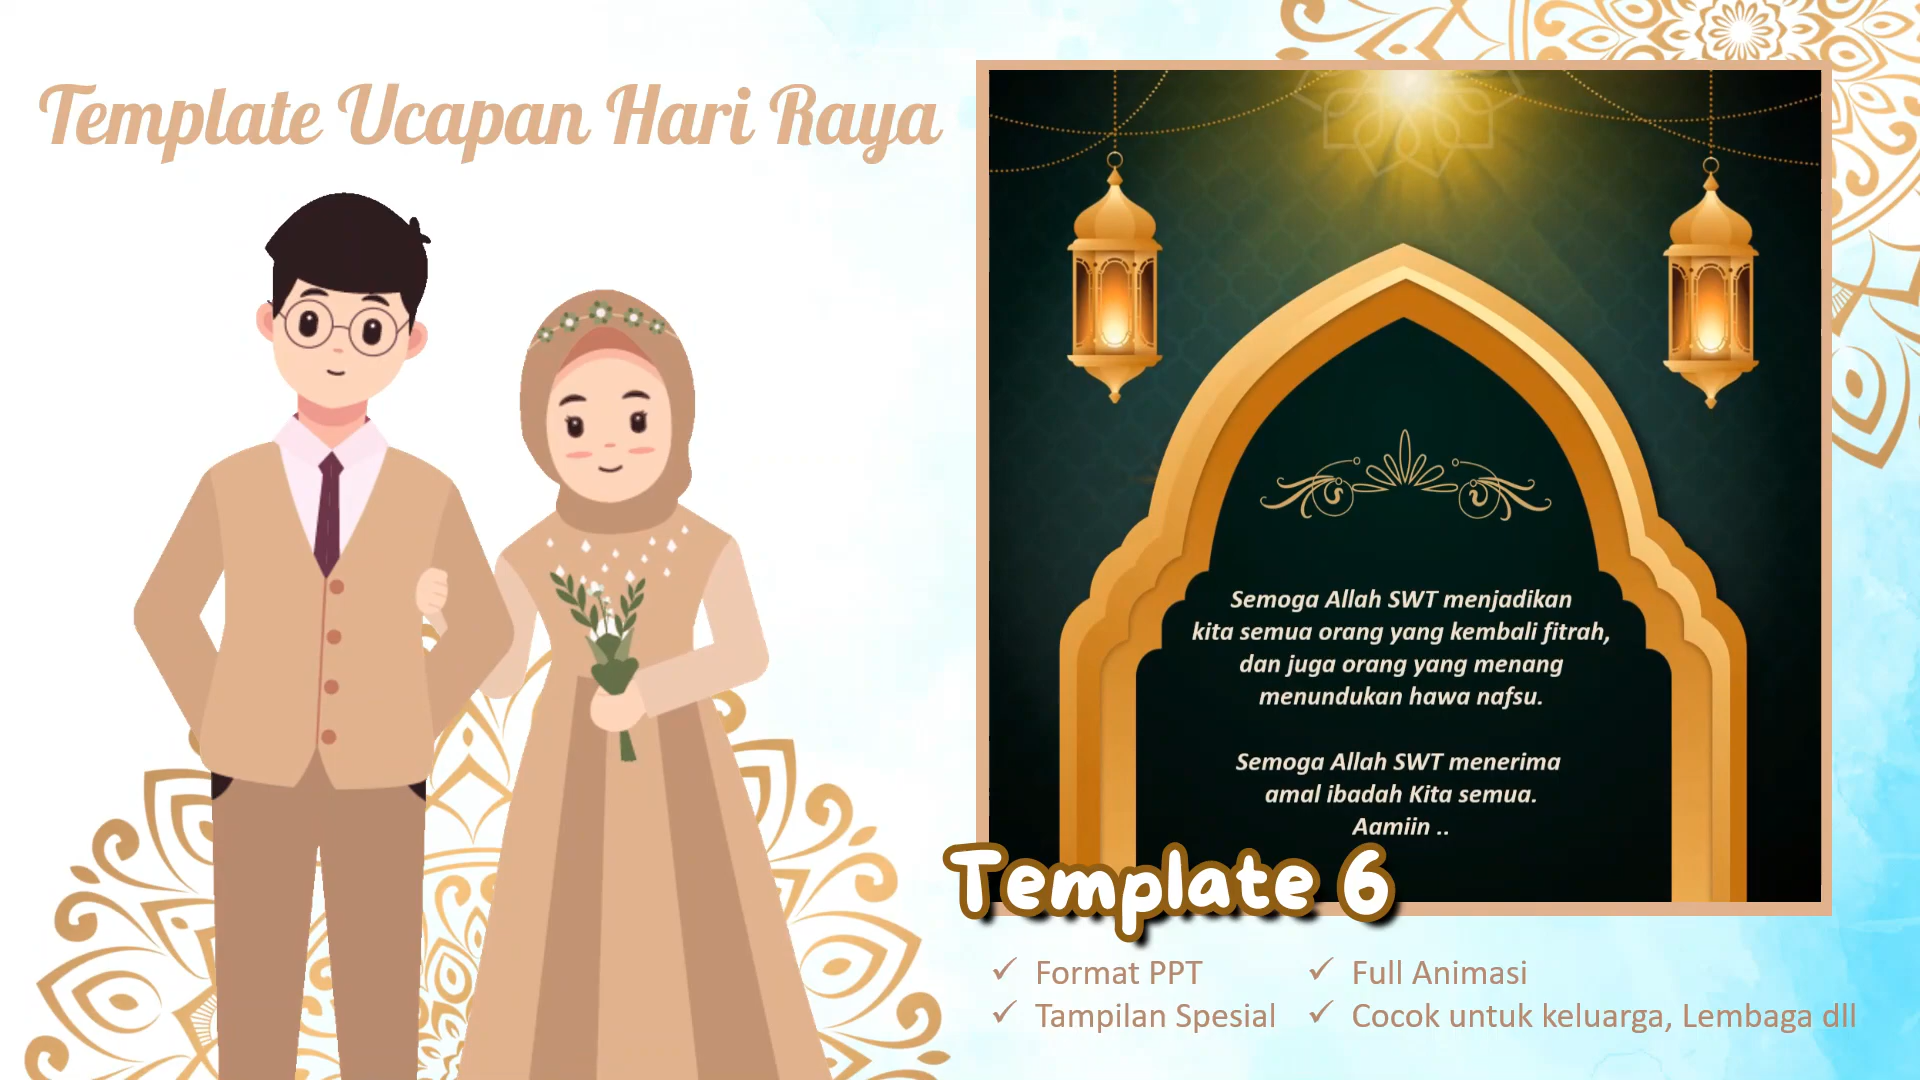 Template Ucapan Hari Raya
Semoga Allah SWT menjadikan
kita semua orang yang kembali fitrah,
dan juga orang yang menang
menundukan hawa nafsu.
Semoga Allah SWT menerima
amal ibadah Kita semua.
Aamiin ..
Template 6
✓ Format PPT
✓ Tampilan Spesial
✓ Full Animasi
✓ Cocok untuk keluarga, Lembaga dll